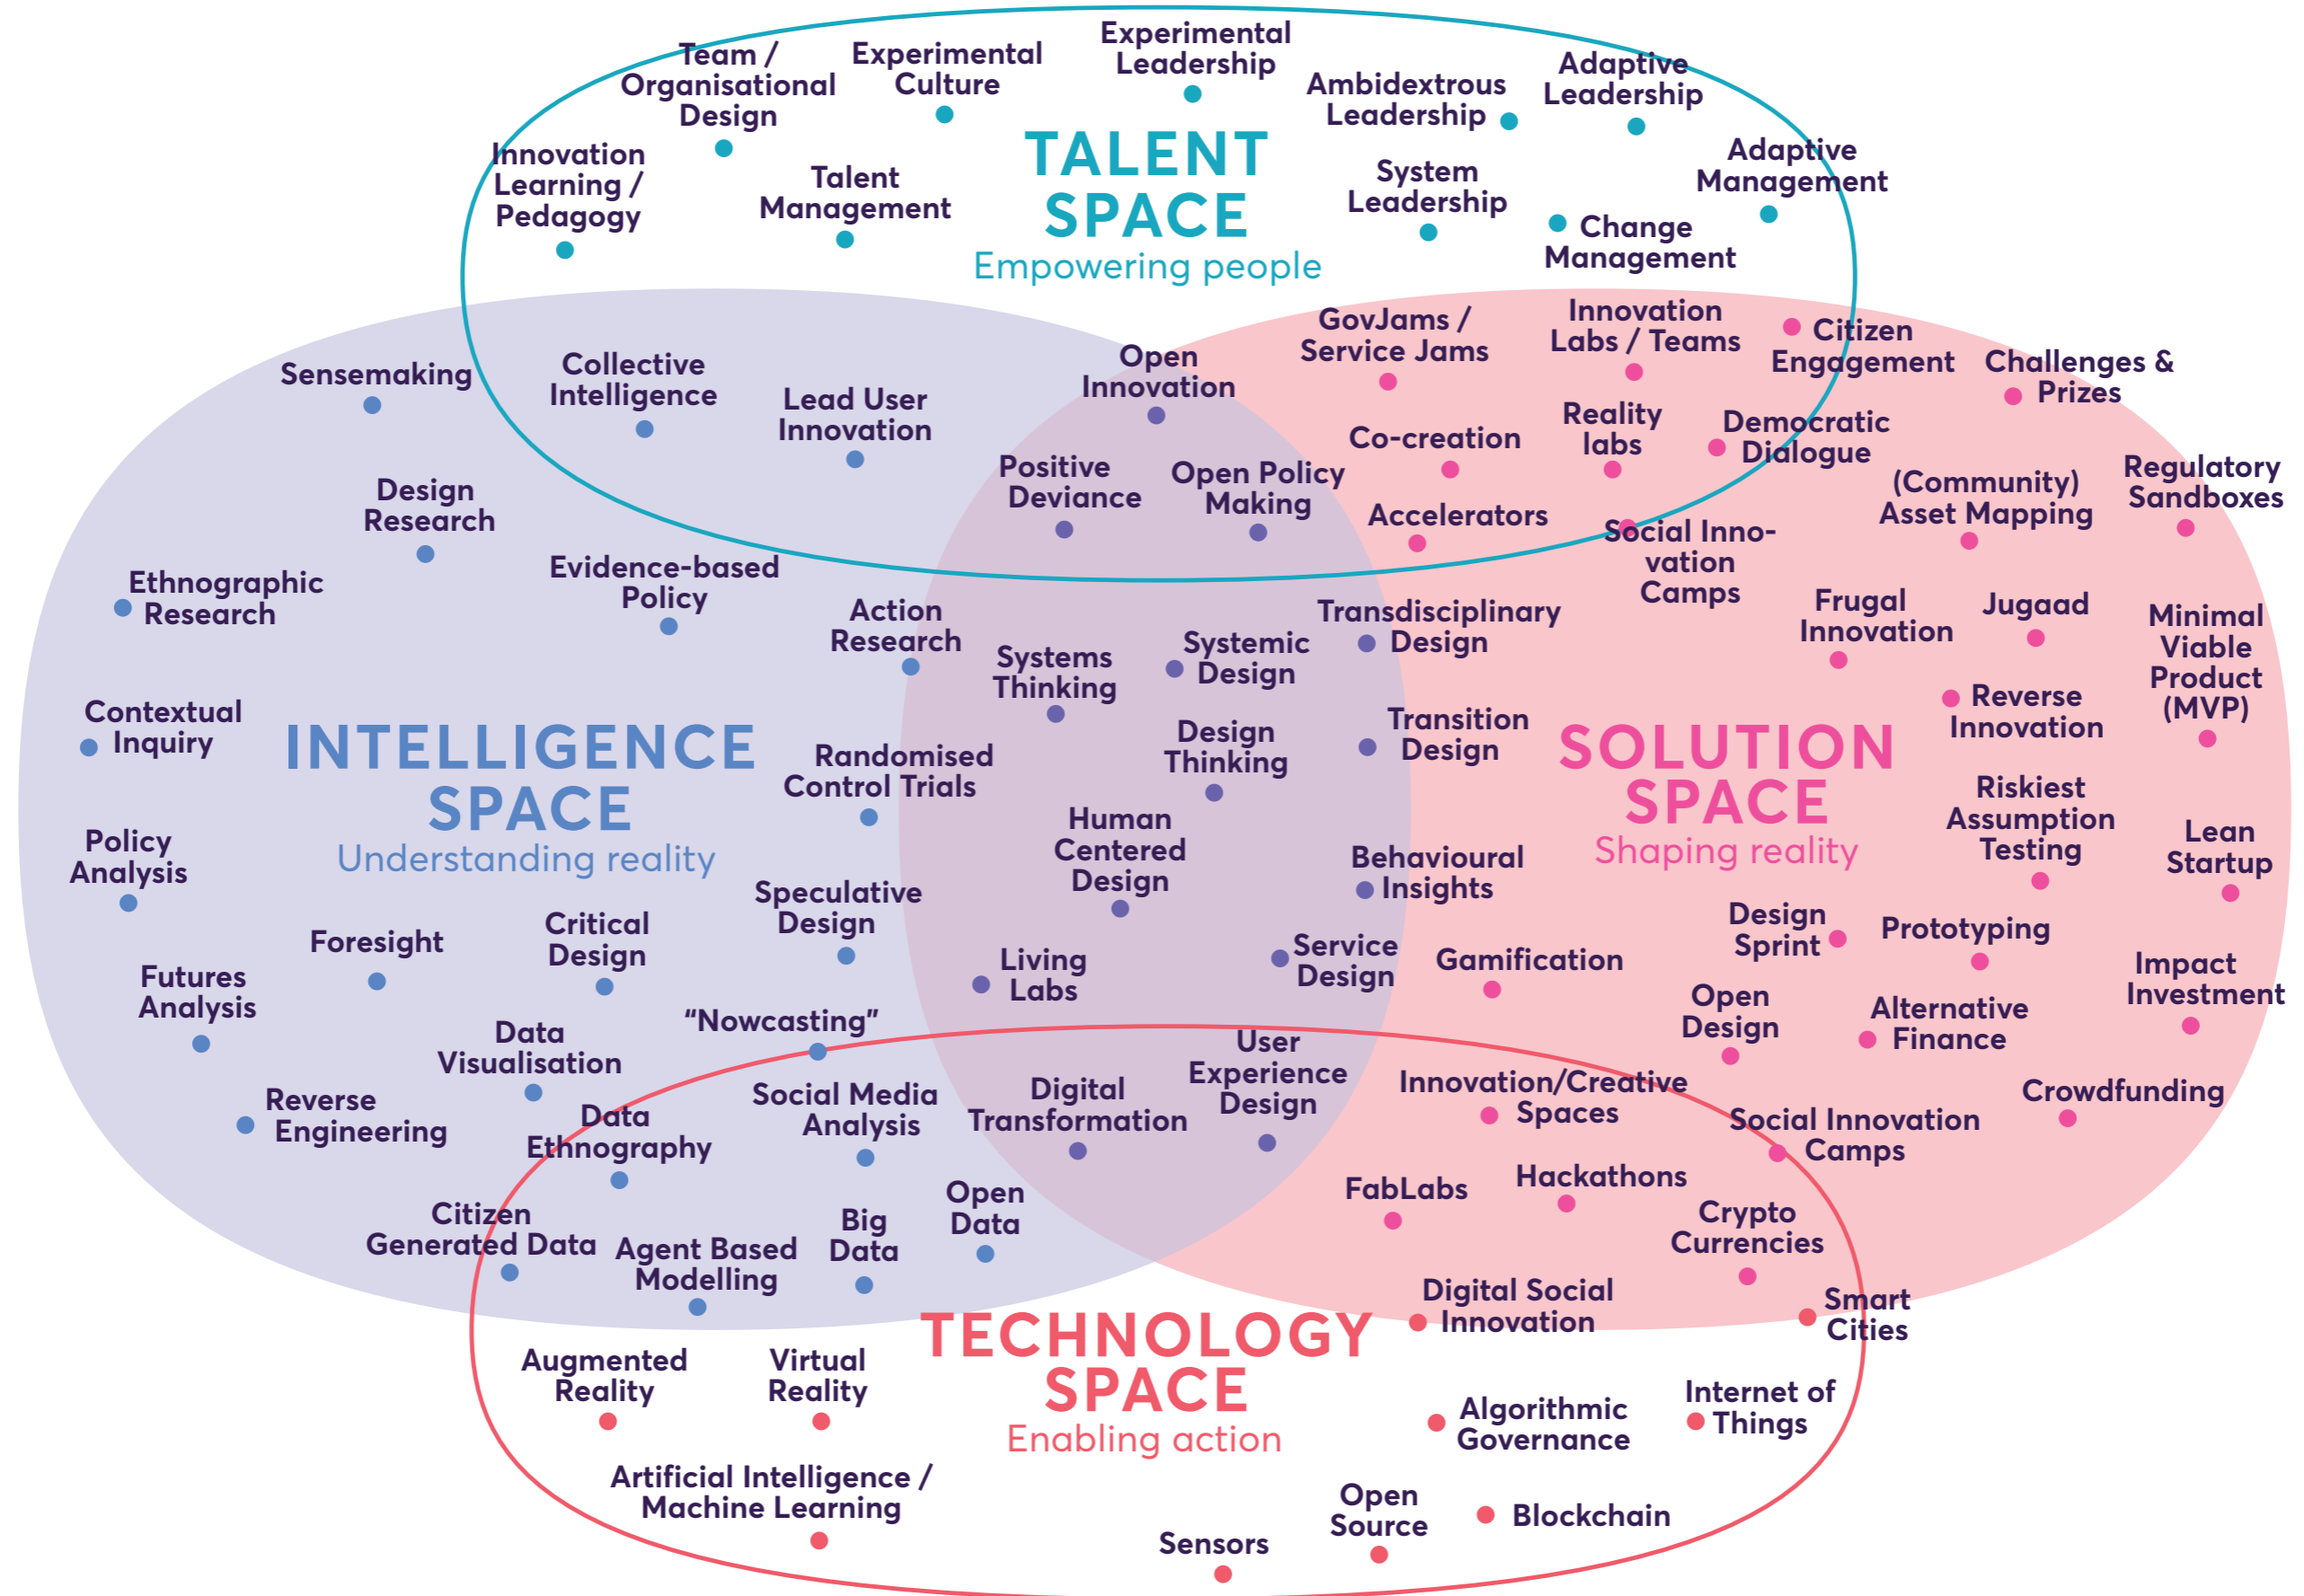 Team /
Organisational
Design
Experimental
Culture
Experimental
Leadership
Ambidextrous
Leadership
Adaptive
Leadership
Innovation
Learning /
Pedagogy
Talent
Management
TALENT
SPACE
Empowering people
System
Leadership
Adaptive
Management
Change
Management
Sensemaking
Collective
Intelligence
Lead User
Innovation
Open
Innovation
GovJams /
Service Jams
Innovation
Labs / Teams
Citizen
Engagement
Challenges &
Prizes
Design
Research
Positive
Deviance
Open Policy
Making
Co-creation
Reality
labs
Democratic
Dialogue
(Community)
Asset Mapping
Regulatory
Sandboxes
Accelerators
Social Inno-
vation
Camps
Ethnographic
Research
Evidence-based
Policy
Action
Research
Systems
Thinking
Systemic
Design
Transdisciplinary
Design
Frugal
Innovation
Jugaad
Minimal
Viable
Product
(MVP)
Contextual
Inquiry
INTELLIGENCE
SPACE
Understanding reality
Randomised
Control Trials
Design
Thinking
Transition
Design
SOLUTION
SPACE
Shaping reality
Reverse
Innovation
Riskiest
Assumption
Testing
Lean
Startup
Policy
Analysis
Human
Centered
Design
Behavioural
Insights
Foresight
Critical
Design
Speculative
Design
Living
Labs
Service
Design
Gamification
Design
Sprint
Prototyping
Impact
Investment
Futures
Analysis
Data
Visualisation
“Nowcasting”
Open
Design
Alternative
Finance
Reverse
Engineering
Data
Ethnography
Social Media
Analysis
Digital
Transformation
User
Experience
Design
Innovation/Creative
Spaces
Social Innovation
Camps
Crowdfunding
Citizen
Generated Data
Agent Based
Modelling
Big
Data
Open
Data
FabLabs
Hackathons
Crypto
Currencies
Digital Social
Innovation
Smart
Cities
TECHNOLOGY
SPACE
Enabling action
Augmented
Reality
Virtual
Reality
Algorithmic
Governance
Internet of
Things
Artificial Intelligence /
Machine Learning
Sensors
Open
Source
Blockchain